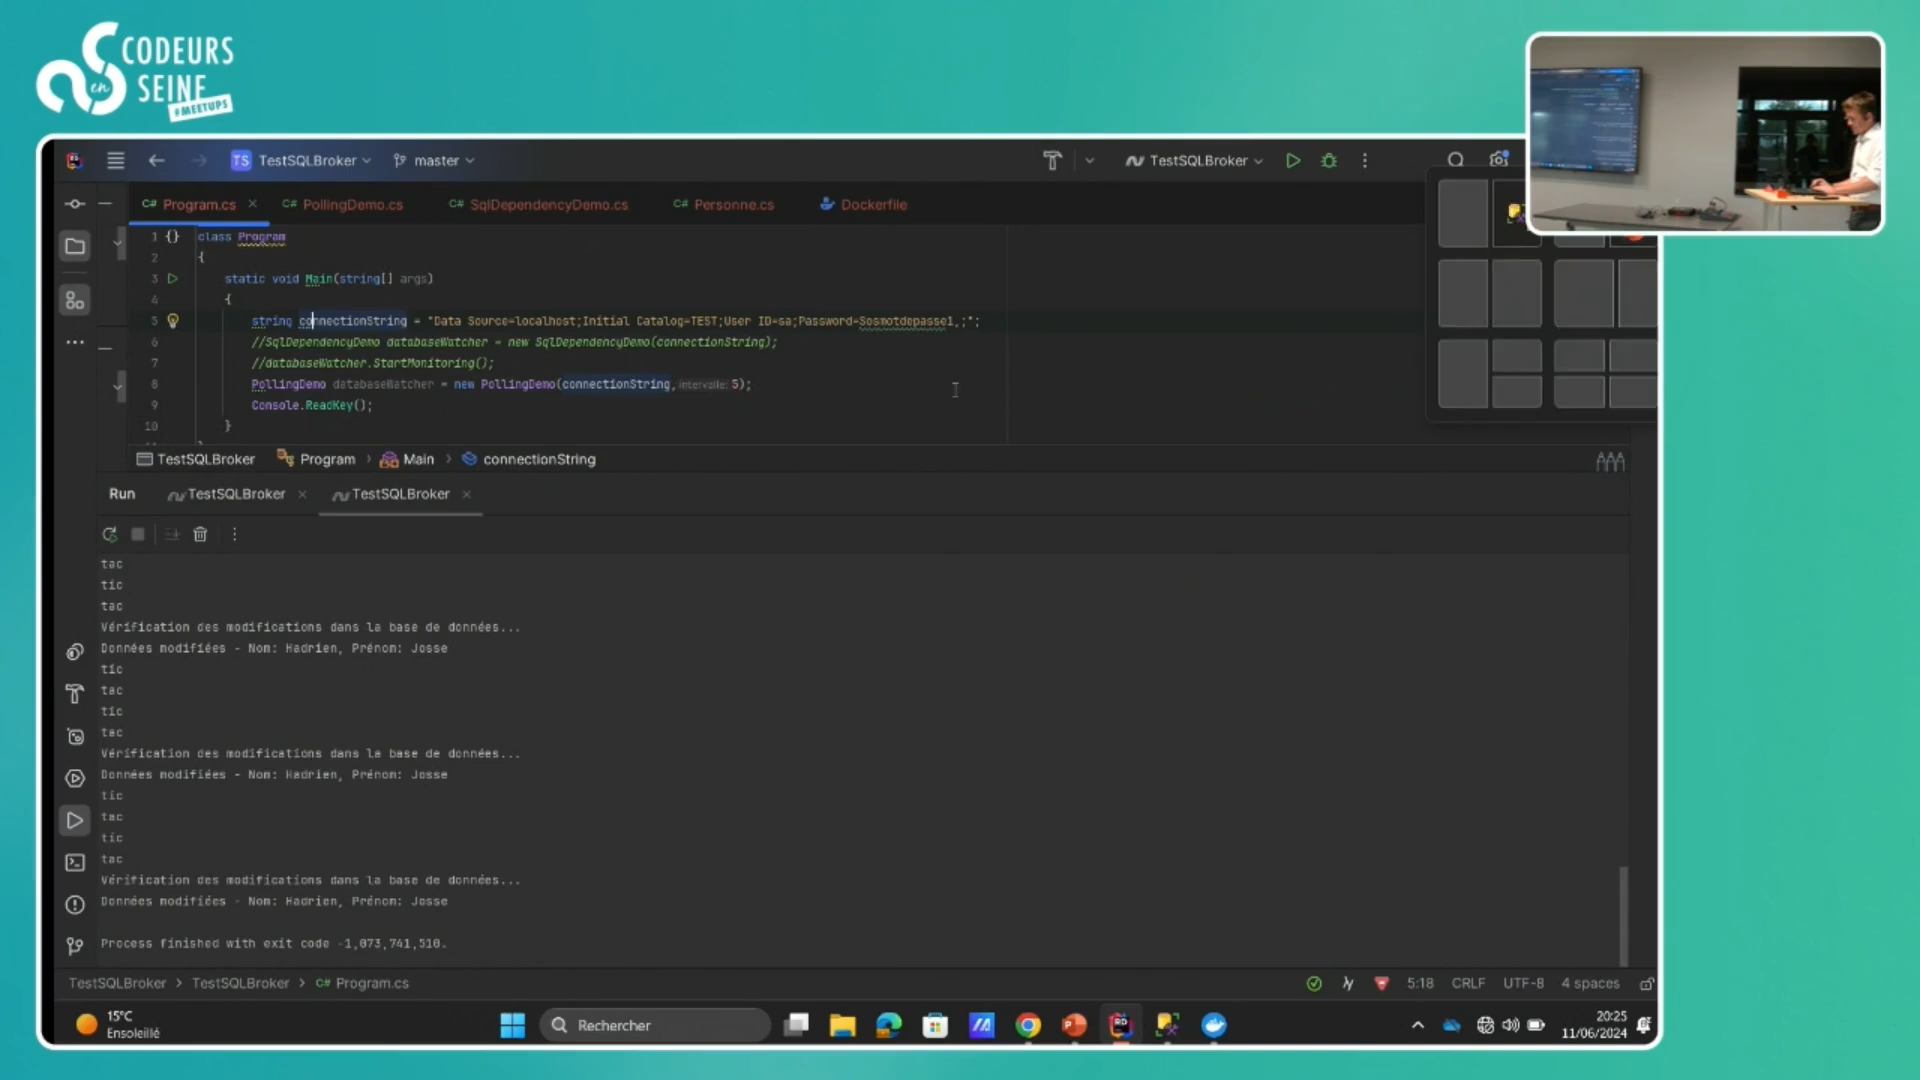 CODEURS
en
SEINE
#MEETUPS
TS TestSQLBroker master TestSQLBroker
C# Program.cs C# PollingDemo.cs C# SqlDependencyDemo.cs C# Personne.cs Dockerfile
1 {} class Program
2 {
3 static void Main(string[] args)
4 {
5 string connectionString = "Data Source=localhost;Initial Catalog=TEST;User ID=sa;Password=Sosmotdepasse1,;";
6 //SqlDependencyDemo databaseWatcher = new SqlDependencyDemo(connectionString);
7 //databaseWatcher.StartMonitoring();
8 PollingDemo databaseWatcher = new PollingDemo(connectionString, intervalle: 5);
9 Console.ReadKey();
10 }
TestSQLBroker Program > Main > connectionString
Run TestSQLBroker TestSQLBroker
tac
tic
tac
Vérification des modifications dans la base de données...
Données modifiées - Nom: Hadrien, Prénom: Josse
tic
tac
tic
tac
Vérification des modifications dans la base de données...
Données modifiées - Nom: Hadrien, Prénom: Josse
tic
tac
tic
tac
Vérification des modifications dans la base de données...
Données modifiées - Nom: Hadrien, Prénom: Josse
Process finished with exit code -1,073,741,510.
TestSQLBroker > TestSQLBroker > C# Program.cs 5:18 CRLF UTF-8 4 spaces
15°C
Ensoleillé
Rechercher
20:25
11/06/2024